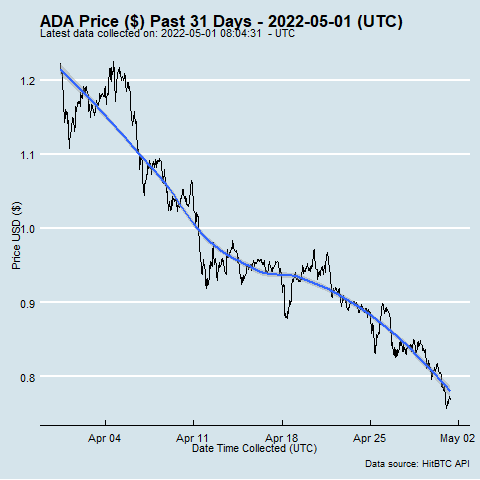 ADA Price ($) Past 31 Days - 2022-05-01 (UTC)
Latest data collected on: 2022-05-01 08:04:31 - UTC
1.2
1.1
1.0
0.9
0.8
Price USD ($)
Apr 04 Apr 11 Apr 18 Apr 25 May 02
Date Time Collected (UTC)
Data source: HitBTC API